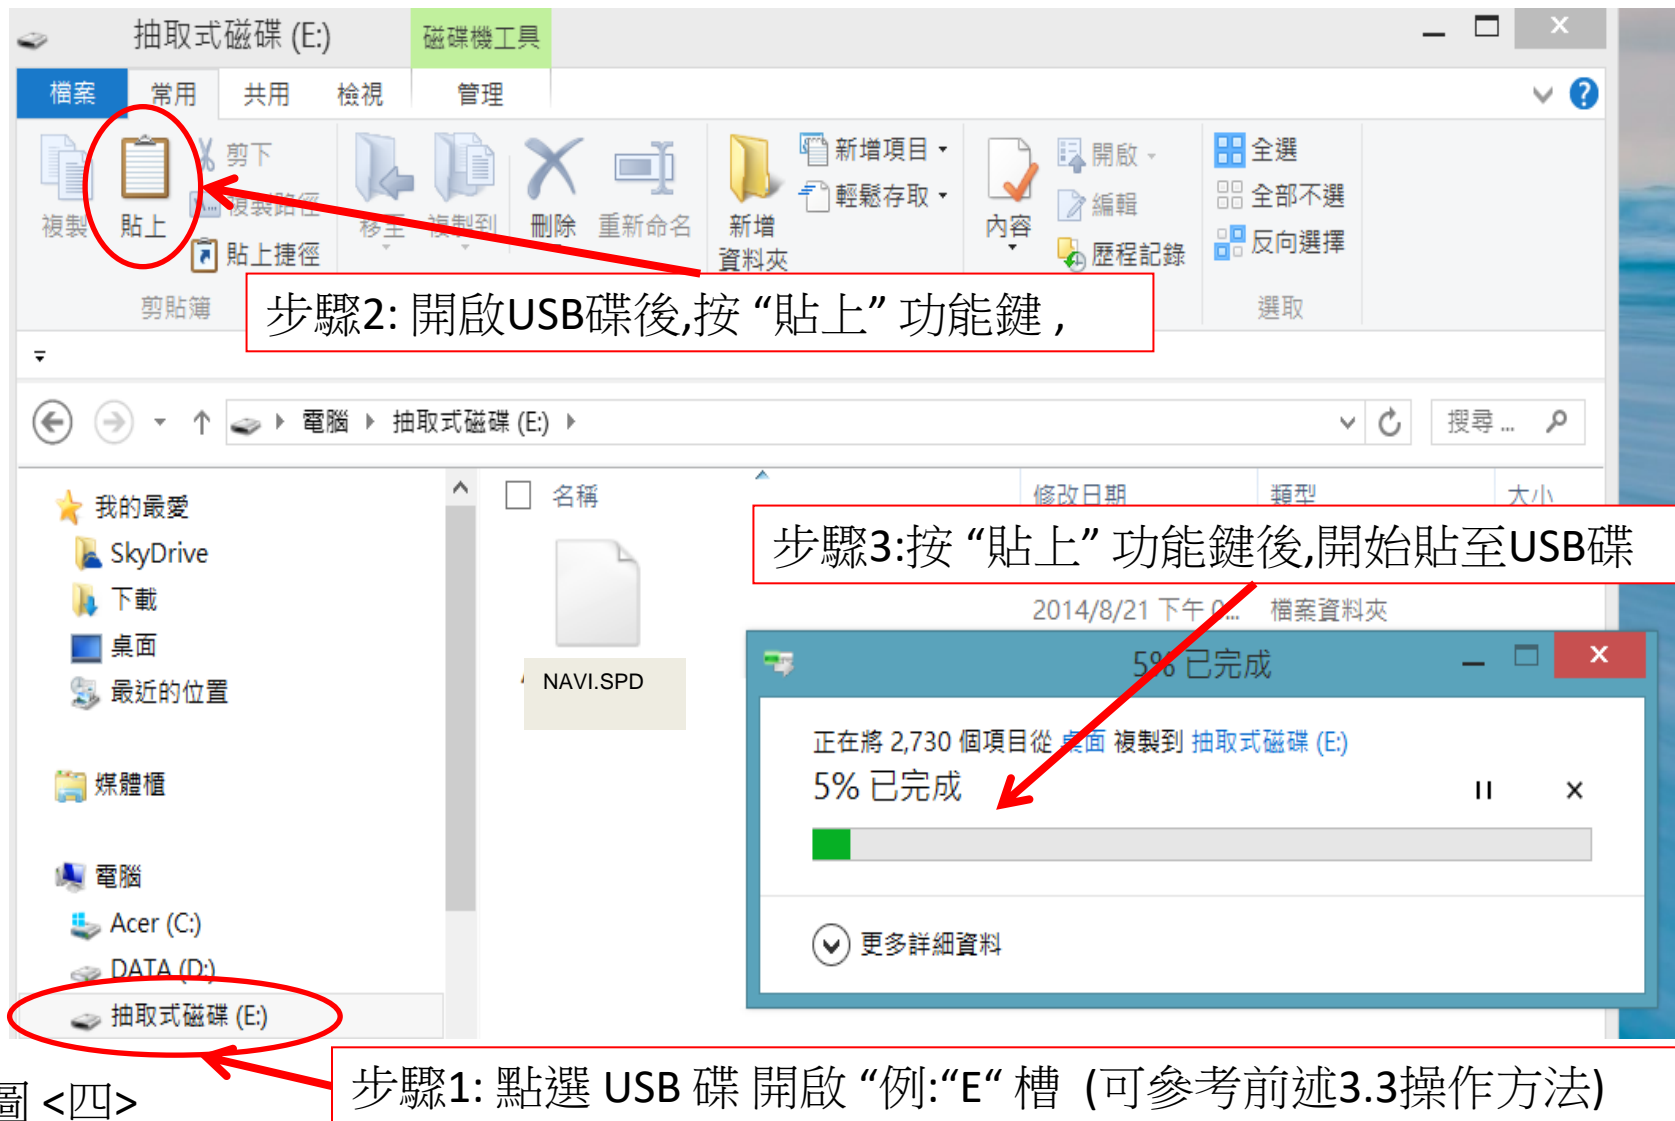 抽取式磁碟 (E:)
磁碟機工具
檔案 常用 共用 檢視 管理
複製
貼上
剪下
複製路徑
貼上捷徑
剪貼簿
移至
複製到
刪除
重新命名
新增
資料夾
新增項目
輕鬆存取
內容
開啟
編輯
歷程記錄
全選
全部不選
反向選擇
選取
步驟2: 開啟USB碟後,按 “貼上” 功能鍵 ,
電腦 抽取式磁碟 (E:)
搜尋 ...
我的最愛
SkyDrive
下載
桌面
最近的位置
媒體櫃
電腦
Acer (C:)
DATA (D:)
抽取式磁碟 (E:)
名稱 修改日期 類型 大小
步驟3:按 “貼上” 功能鍵後,開始貼至USB碟
2014/8/21 下午 0... 檔案資料夾
NAVI.SPD
5% 已完成
正在將 2,730 個項目從 桌面 複製到 抽取式磁碟 (E:)
5% 已完成
更多詳細資料
步驟1: 點選 USB 碟 開啟 “例:“E“ 槽 (可參考前述3.3操作方法)
圖 <四>